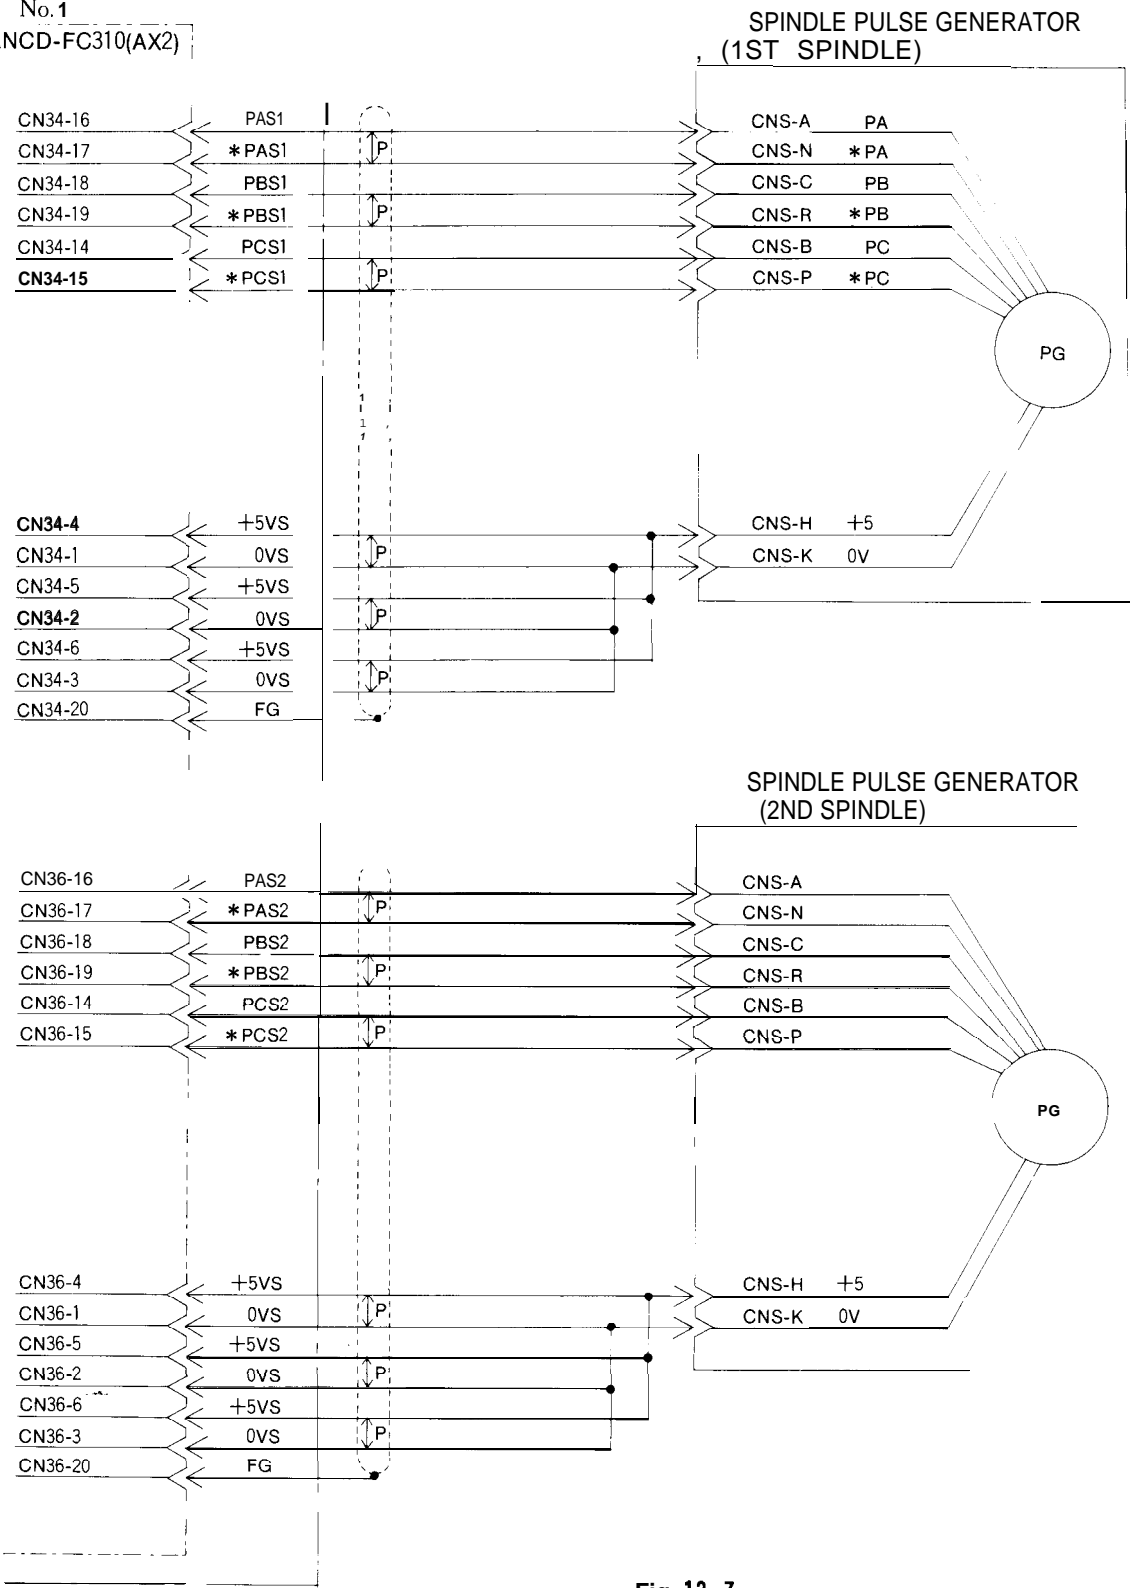 No.1
NCD-FC310(AX2)
SPINDLE PULSE GENERATOR
(1ST SPINDLE)
CN34-16 PAS1 P CNS-A PA
CN34-17 *PAS1 CNS-N *PA
CN34-18 PBS1 P CNS-C PB
CN34-19 *PBS1 CNS-R *PB
CN34-14 PCS1 P CNS-B PC
CN34-15 *PCS1 CNS-P *PC
PG
CN34-4 +5VS P CNS-H +5
CN34-1 0VS CNS-K 0V
CN34-5 +5VS P
CN34-2 0VS
CN34-6 +5VS P
CN34-3 0VS
CN34-20 FG
SPINDLE PULSE GENERATOR
(2ND SPINDLE)
CN36-16 PAS2 P CNS-A
CN36-17 *PAS2 CNS-N
CN36-18 PBS2 P CNS-C
CN36-19 *PBS2 CNS-R
CN36-14 PCS2 P CNS-B
CN36-15 *PCS2 CNS-P
PG
CN36-4 +5VS P CNS-H +5
CN36-1 0VS CNS-K 0V
CN36-5 +5VS P
CN36-2 0VS
CN36-6 +5VS P
CN36-3 0VS
CN36-20 FG